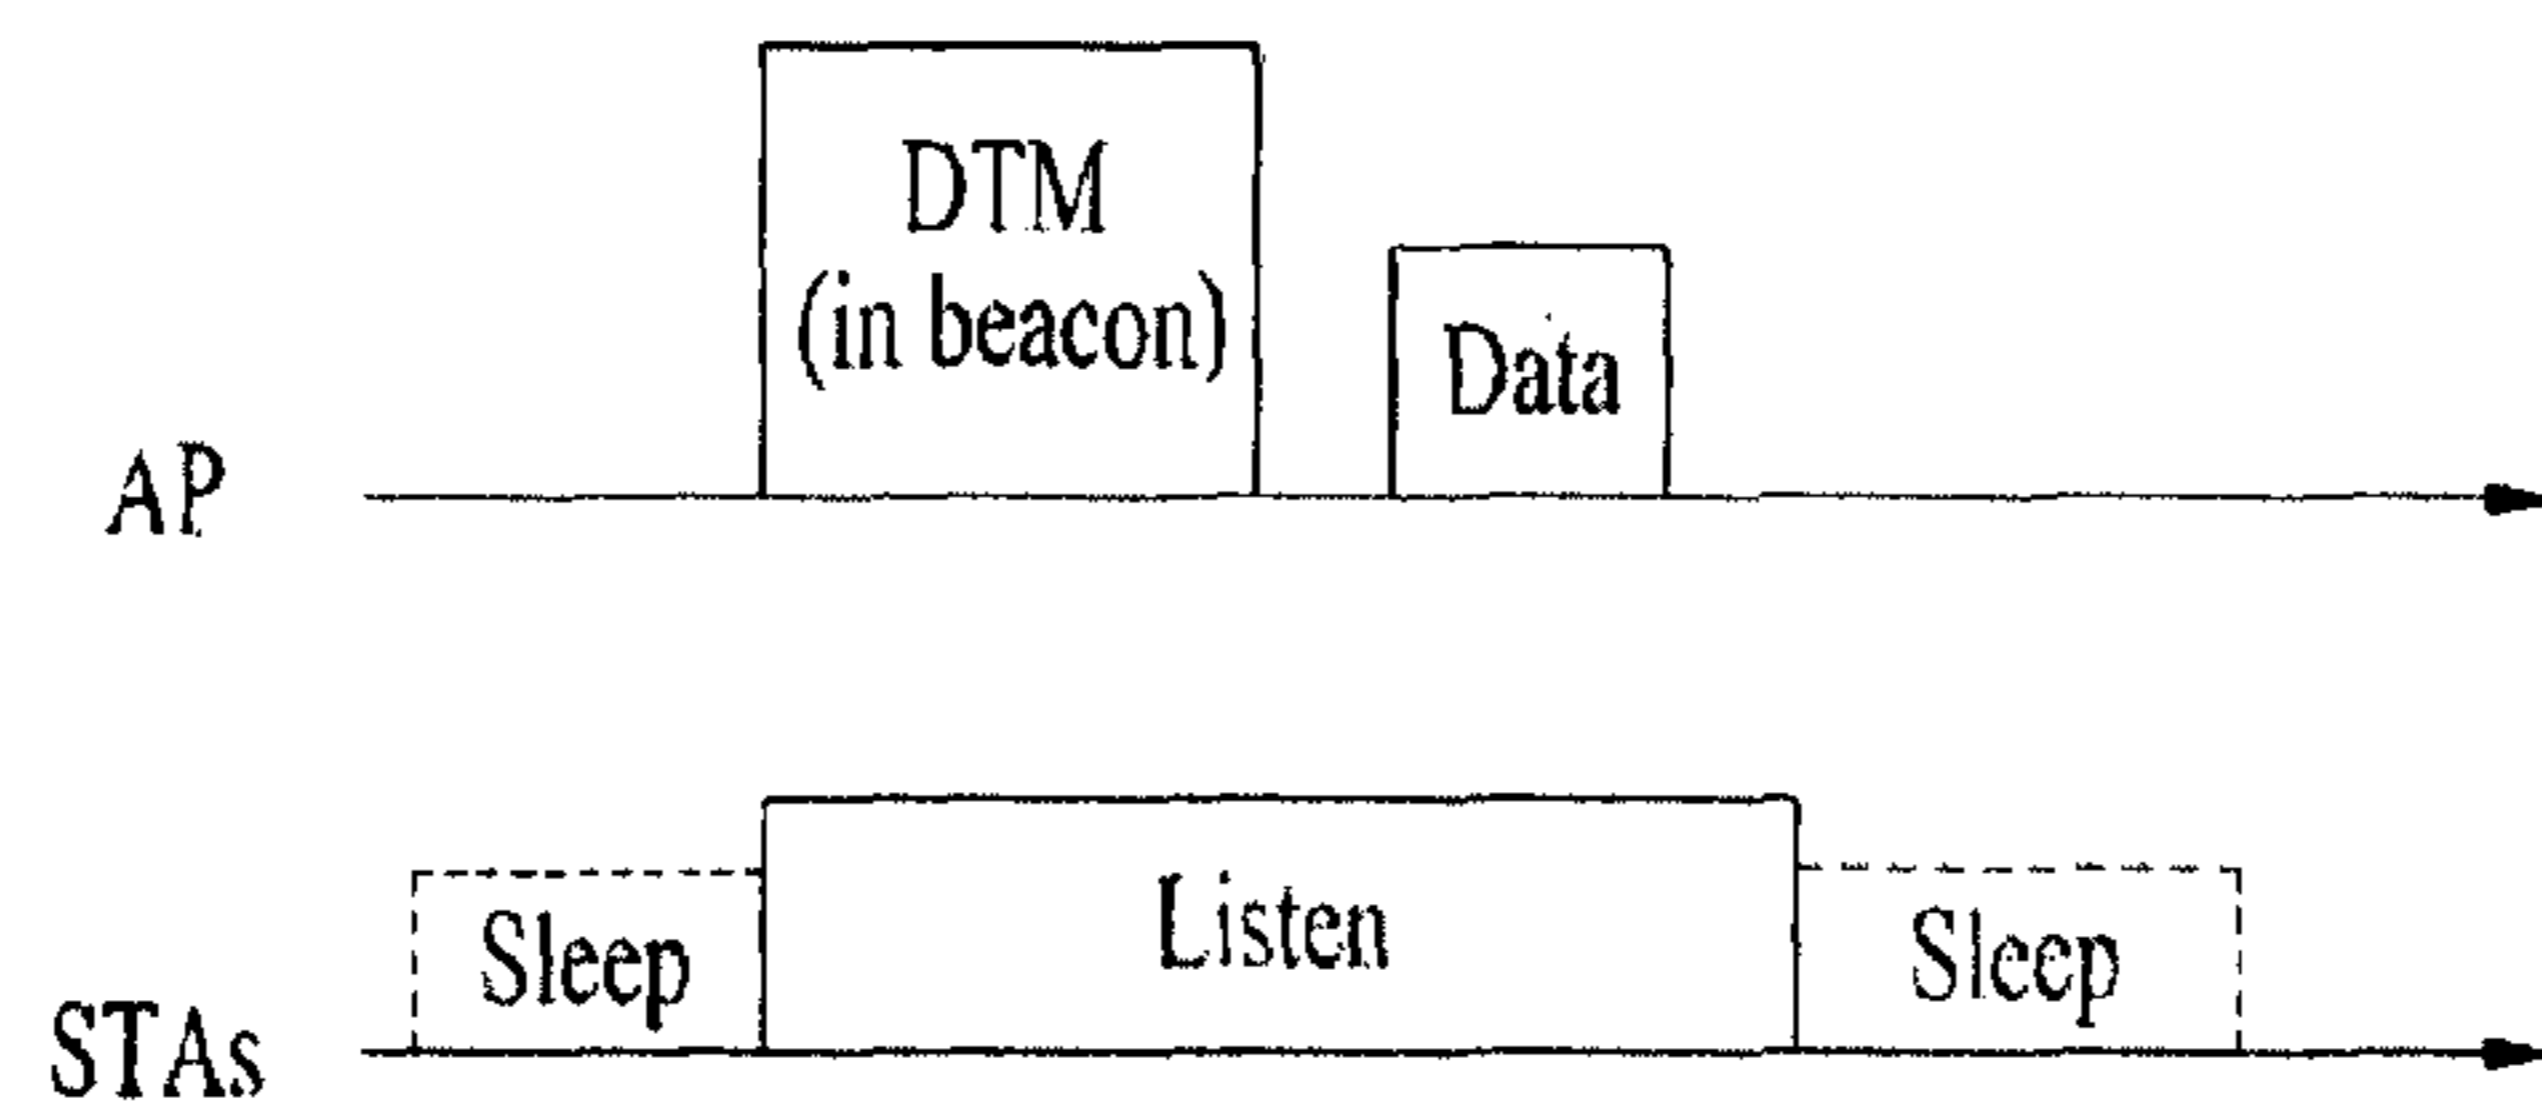 DTM
(in beacon)
Data
AP
Sleep
Listen
Sleep
STAs